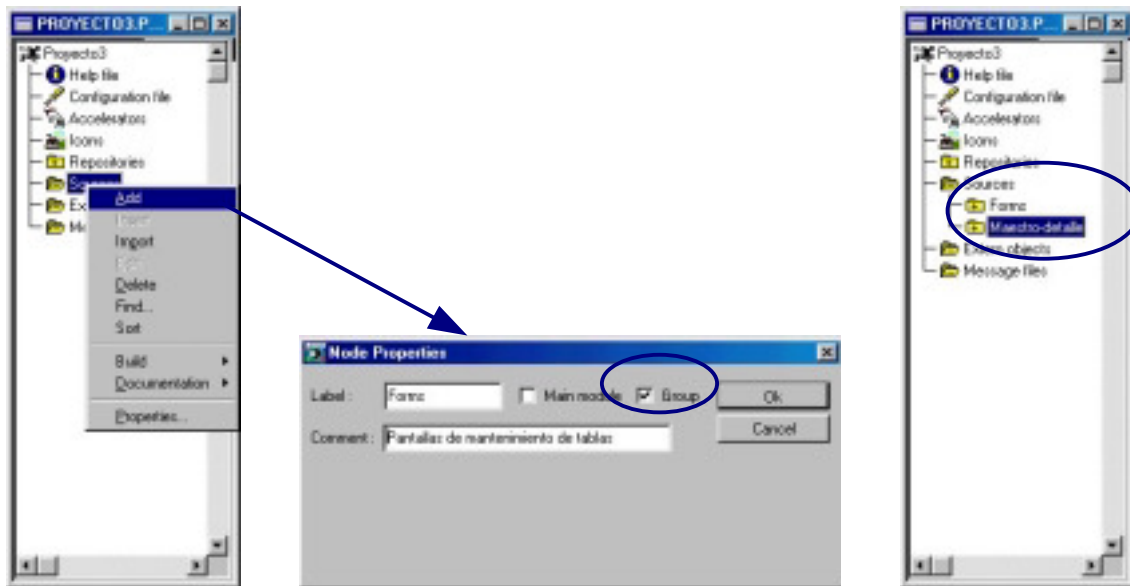 PROYECTO3.P...
Proyecto3
Help file
Configuration file
Accelerators
Icons
Repositories
Sources
Ex
Me
Add
Insert
Import
Edit
Delete
Find...
Sort
Build
Documentation
Properties...
Node Properties
Label : Forms Main module Group Ok
Comment : Pantallas de mantenimiento de tablas Cancel
PROYECTO3.P...
Proyecto3
Help file
Configuration file
Accelerators
Icons
Repositories
Sources
Forms
Maestro-detalle
Extern objects
Message files